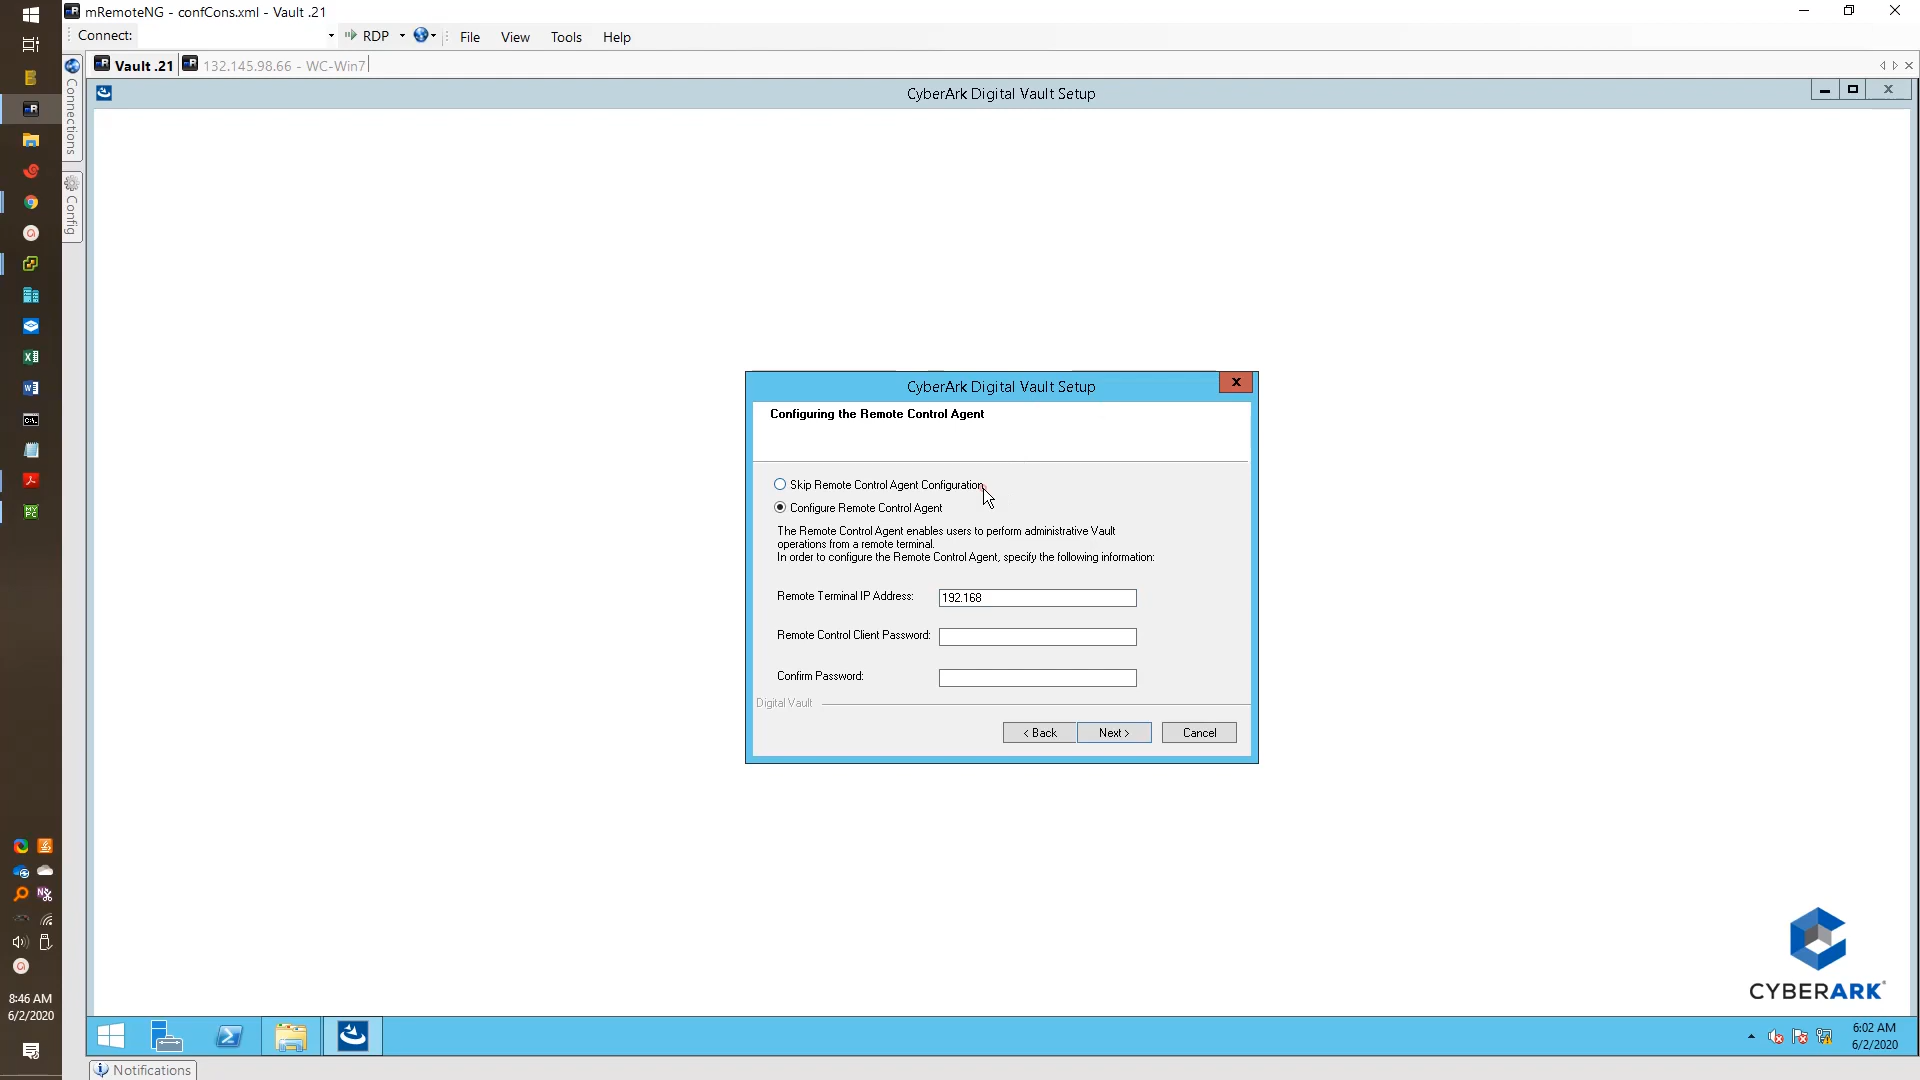 mRemoteNG - confCons.xml - Vault .21
Connect:
RDP
File
View
Tools
Help
Vault .21
132.145.98.66 - WC-Win7
Connections
Config
CyberArk Digital Vault Setup
CyberArk Digital Vault Setup
x
Configuring the Remote Control Agent
Skip Remote Control Agent Configuration
Configure Remote Control Agent
The Remote Control Agent enables users to perform administrative Vault
operations from a remote terminal.
In order to configure the Remote Control Agent, specify the following information:
Remote Terminal IP Address:
192.168
Remote Control Client Password:
Confirm Password:
Digital Vault
< Back
Next >
Cancel
CYBERARK
8:46 AM
6/2/2020
6:02 AM
6/2/2020
Notifications